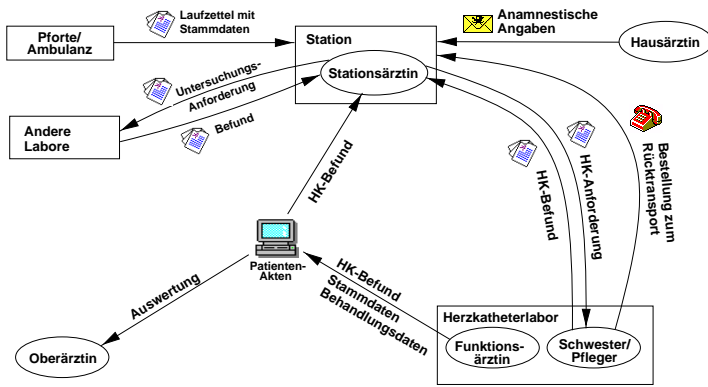 Laufzettel mit
Stammdaten
Pforte/
Ambulanz
Station
Stationsärztin
Anamnestische
Angaben
Hausärztin
Untersuchungs-
Anforderung
Befund
Andere
Labore
HK-Befund
HK-Befund
HK-Anforderung
Bestellung zum
Rücktransport
Patienten-
Akten
Auswertung
Oberärztin
HK-Befund
Stammdaten
Behandlungsdaten
Herzkatheterlabor
Funktions-
ärztin
Schwester/
Pfleger